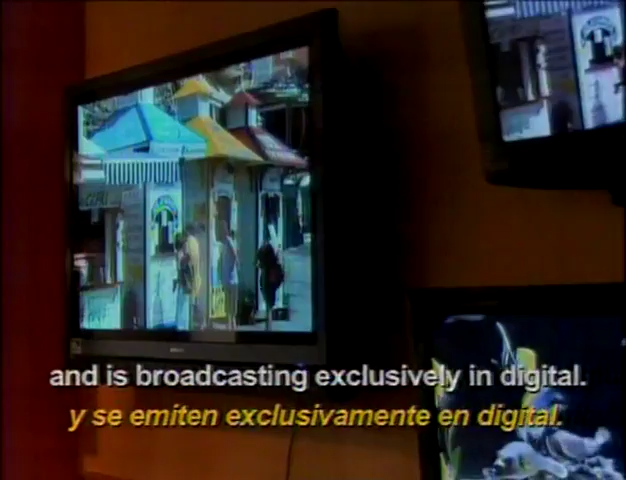 and is broadcasting exclusively in digital.
y se emiten exclusivamente en digital.